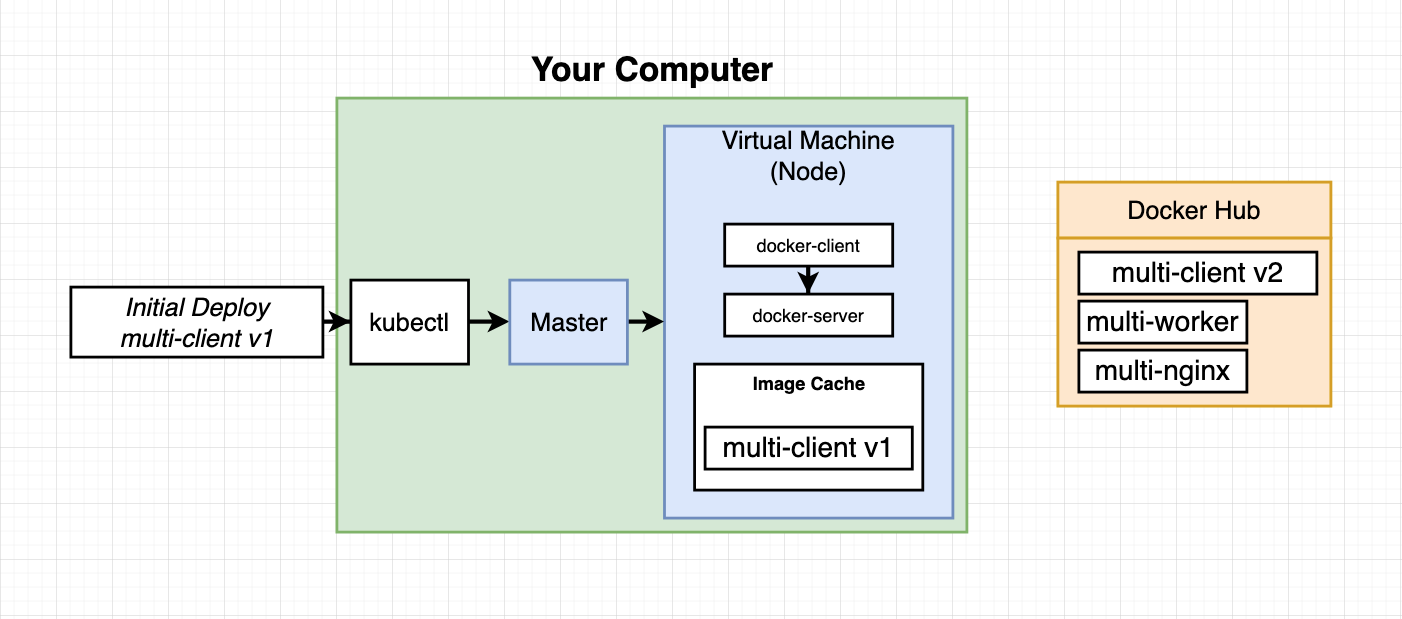 Your Computer
Virtual Machine
(Node)
docker-client
docker-server
Image Cache
multi-client v1
Initial Deploy
multi-client v1
kubectl
Master
Docker Hub
multi-client v2
multi-worker
multi-nginx